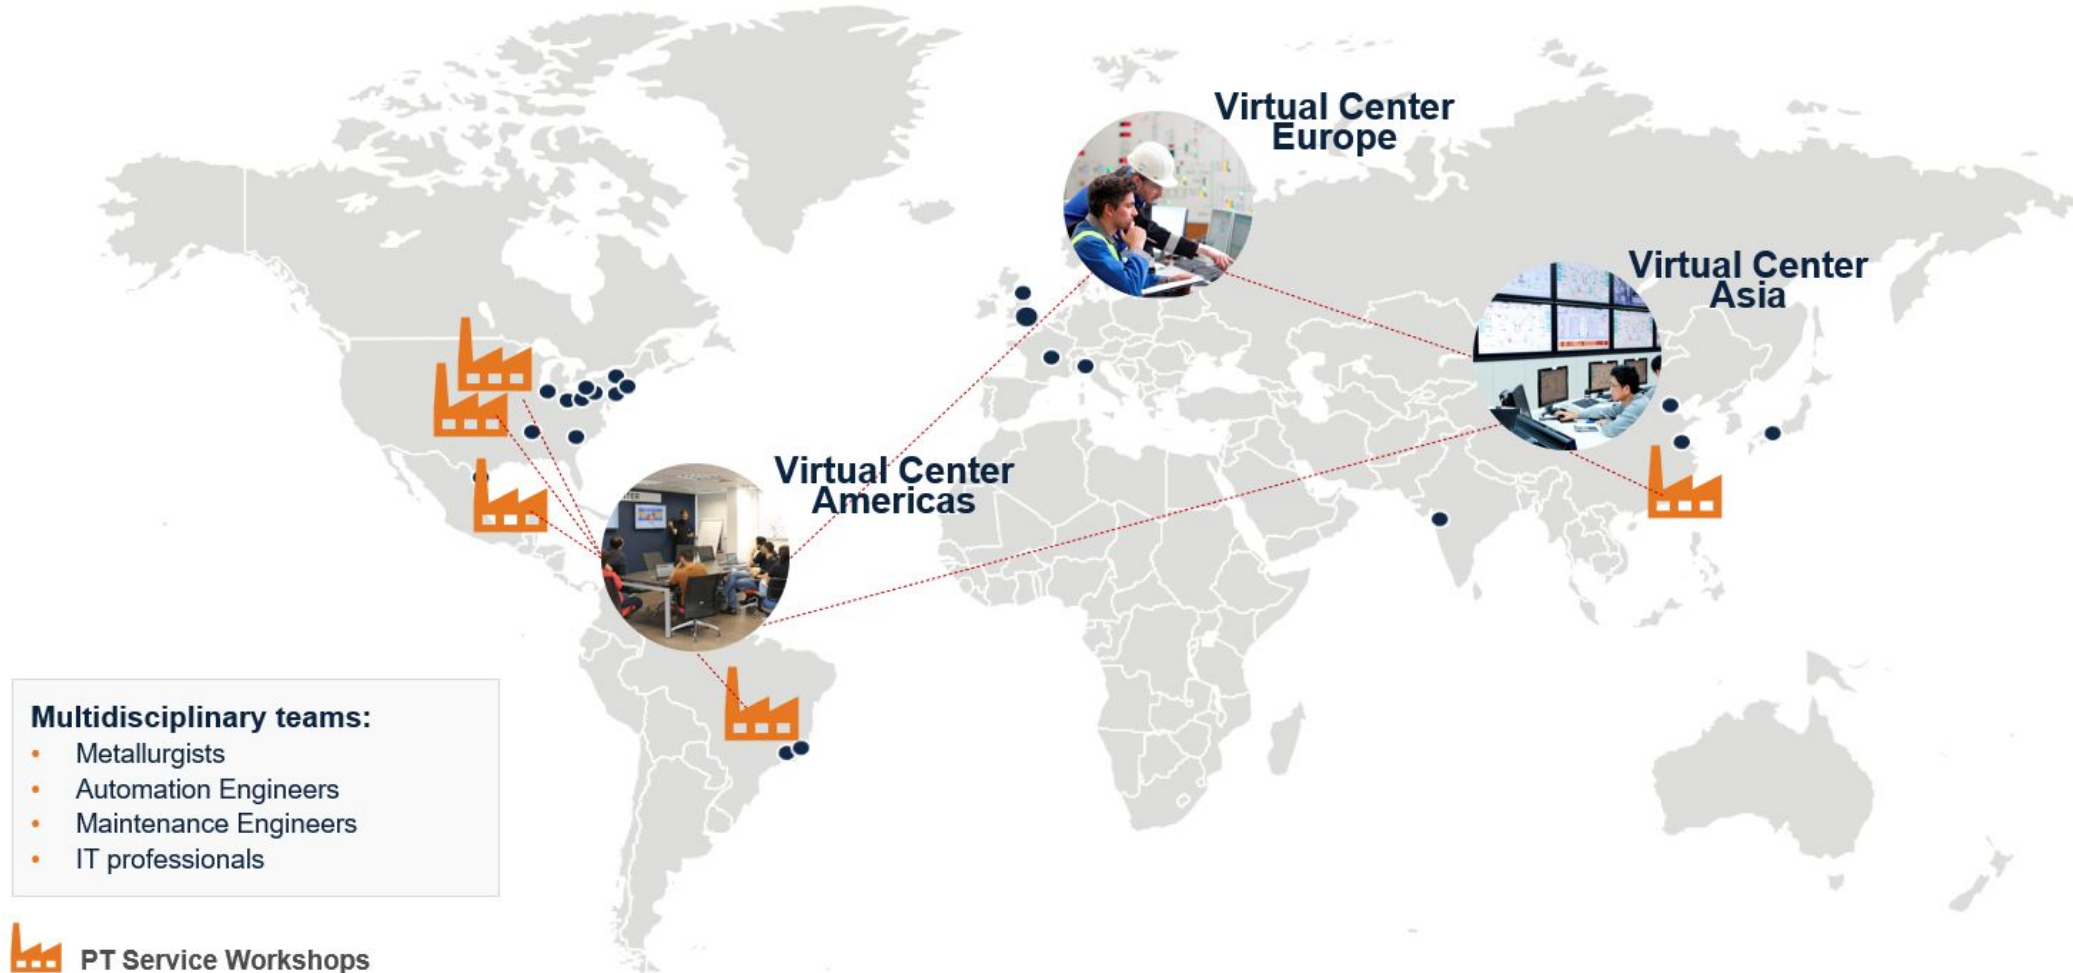 Virtual Center
Europe
Virtual Center
Asia
Virtual Center
Americas
Multidisciplinary teams:
• Metallurgists
• Automation Engineers
• Maintenance Engineers
• IT professionals
PT Service Workshops